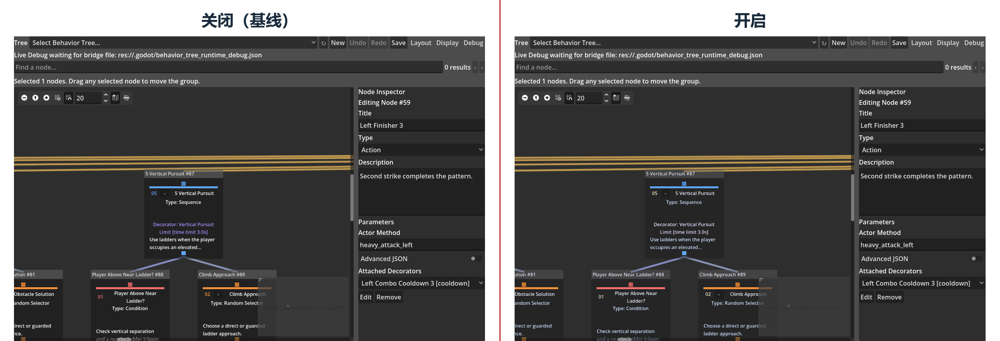 关闭（基线）
Tree Select Behavior Tree... New Undo Redo Save Layout Display Debug
Live Debug waiting for bridge file: res://.godot/behavior_tree_runtime_debug.json
Find a node... 0 results
Selected 1 nodes. Drag any selected node to move the group.
20
5 Vertical Pursuit #87
05 - 5 Vertical Pursuit
Type: Sequence
Decorator: Vertical Pursuit
Limit [time limit 3.0s]
Use ladders when the player
occupies an elevated...
ution #81
Obstacle Solution
andom Selector
irect or guarded
nce.
Player Above Near Ladder? #88
01 Player Above Near
Ladder?
Type: Condition
Check vertical separation
and a nearby ladder trigger.
Climb Approach #89
02 - Climb Approach
Type: Random Selector
Choose a direct or guarded
ladder approach.
Node Inspector
Editing Node #59
Title
Left Finisher 3
Type
Action
Description
Second strike completes the pattern.
Parameters
Actor Method
heavy_attack_left
Advanced JSON
Attached Decorators
Left Combo Cooldown 3 [cooldown]
Edit Remove
开启
Tree Select Behavior Tree... New Undo Redo Save Layout Display Debug
Live Debug waiting for bridge file: res://.godot/behavior_tree_runtime_debug.json
Find a node... 0 results
Selected 1 nodes. Drag any selected node to move the group.
20
5 Vertical Pursuit #87
05 - 5 Vertical Pursuit
Type: Sequence
Decorator: Vertical Pursuit
Limit [time limit 3.0s]
Use ladders when the player
occupies an elevated...
ution #81
Obstacle Solution
andom Selector
irect or guarded
nce.
Player Above Near Ladder? #88
01 Player Above Near
Ladder?
Type: Condition
Check vertical separation
and a nearby ladder trigger.
Climb Approach #89
02 - Climb Approach
Type: Random Selector
Choose a direct or guarded
ladder approach.
Node Inspector
Editing Node #59
Title
Left Finisher 3
Type
Action
Description
Second strike completes the pattern.
Parameters
Actor Method
heavy_attack_left
Advanced JSON
Attached Decorators
Left Combo Cooldown 3 [cooldown]
Edit Remove